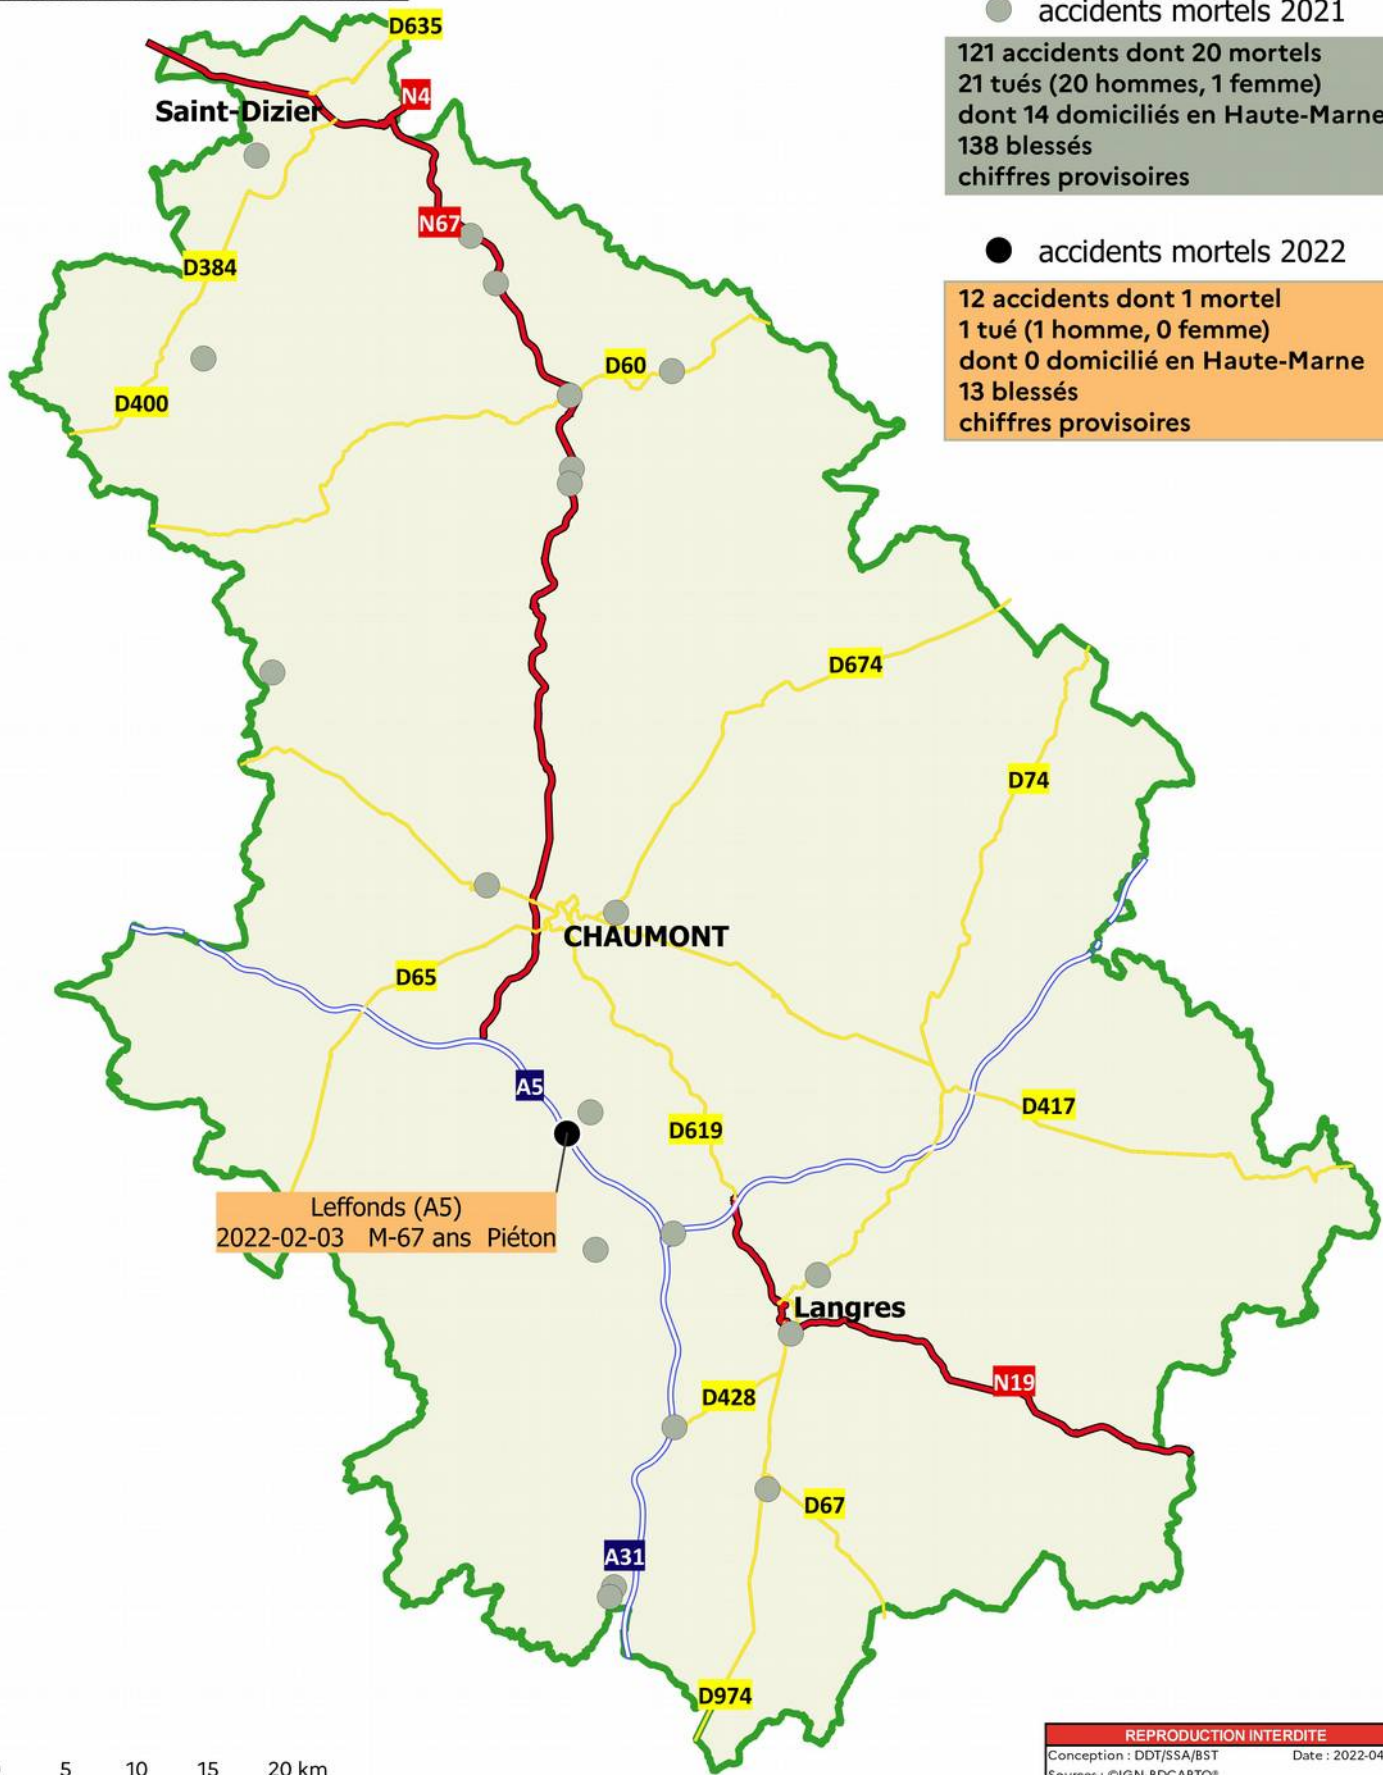 accidents mortels 2021
121 accidents dont 20 mortels
21 tués (20 hommes, 1 femme)
dont 14 domiciliés en Haute-Marne
138 blessés
chiffres provisoires
accidents mortels 2022
12 accidents dont 1 mortel
1 tué (1 homme, 0 femme)
dont 0 domicilié en Haute-Marne
13 blessés
chiffres provisoires
D635
N4
Saint-Dizier
N67
D384
D60
D400
D674
D74
CHAUMONT
D65
A5
D417
D619
Leffonds (A5)
2022-02-03 M-67 ans Piéton
Langres
N19
D428
D67
A31
D974
5 10 15 20 km
REPRODUCTION INTERDITE
Conception : DDT/SSA/BST Date : 2022-04
Sources : ©IGN-BDCARTO®